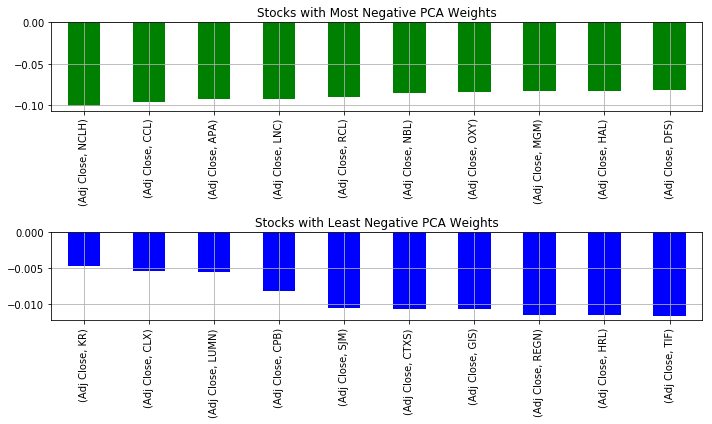 Stocks with Most Negative PCA Weights
0.00
−0.05
−0.10
(Adj Close, NCLH)
(Adj Close, CCL)
(Adj Close, APA)
(Adj Close, LNC)
(Adj Close, RCL)
(Adj Close, NBL)
(Adj Close, OXY)
(Adj Close, MGM)
(Adj Close, HAL)
(Adj Close, DFS)
Stocks with Least Negative PCA Weights
0.000
−0.005
−0.010
(Adj Close, KR)
(Adj Close, CLX)
(Adj Close, LUMN)
(Adj Close, CPB)
(Adj Close, SJM)
(Adj Close, CTXS)
(Adj Close, GIS)
(Adj Close, REGN)
(Adj Close, HRL)
(Adj Close, TIF)